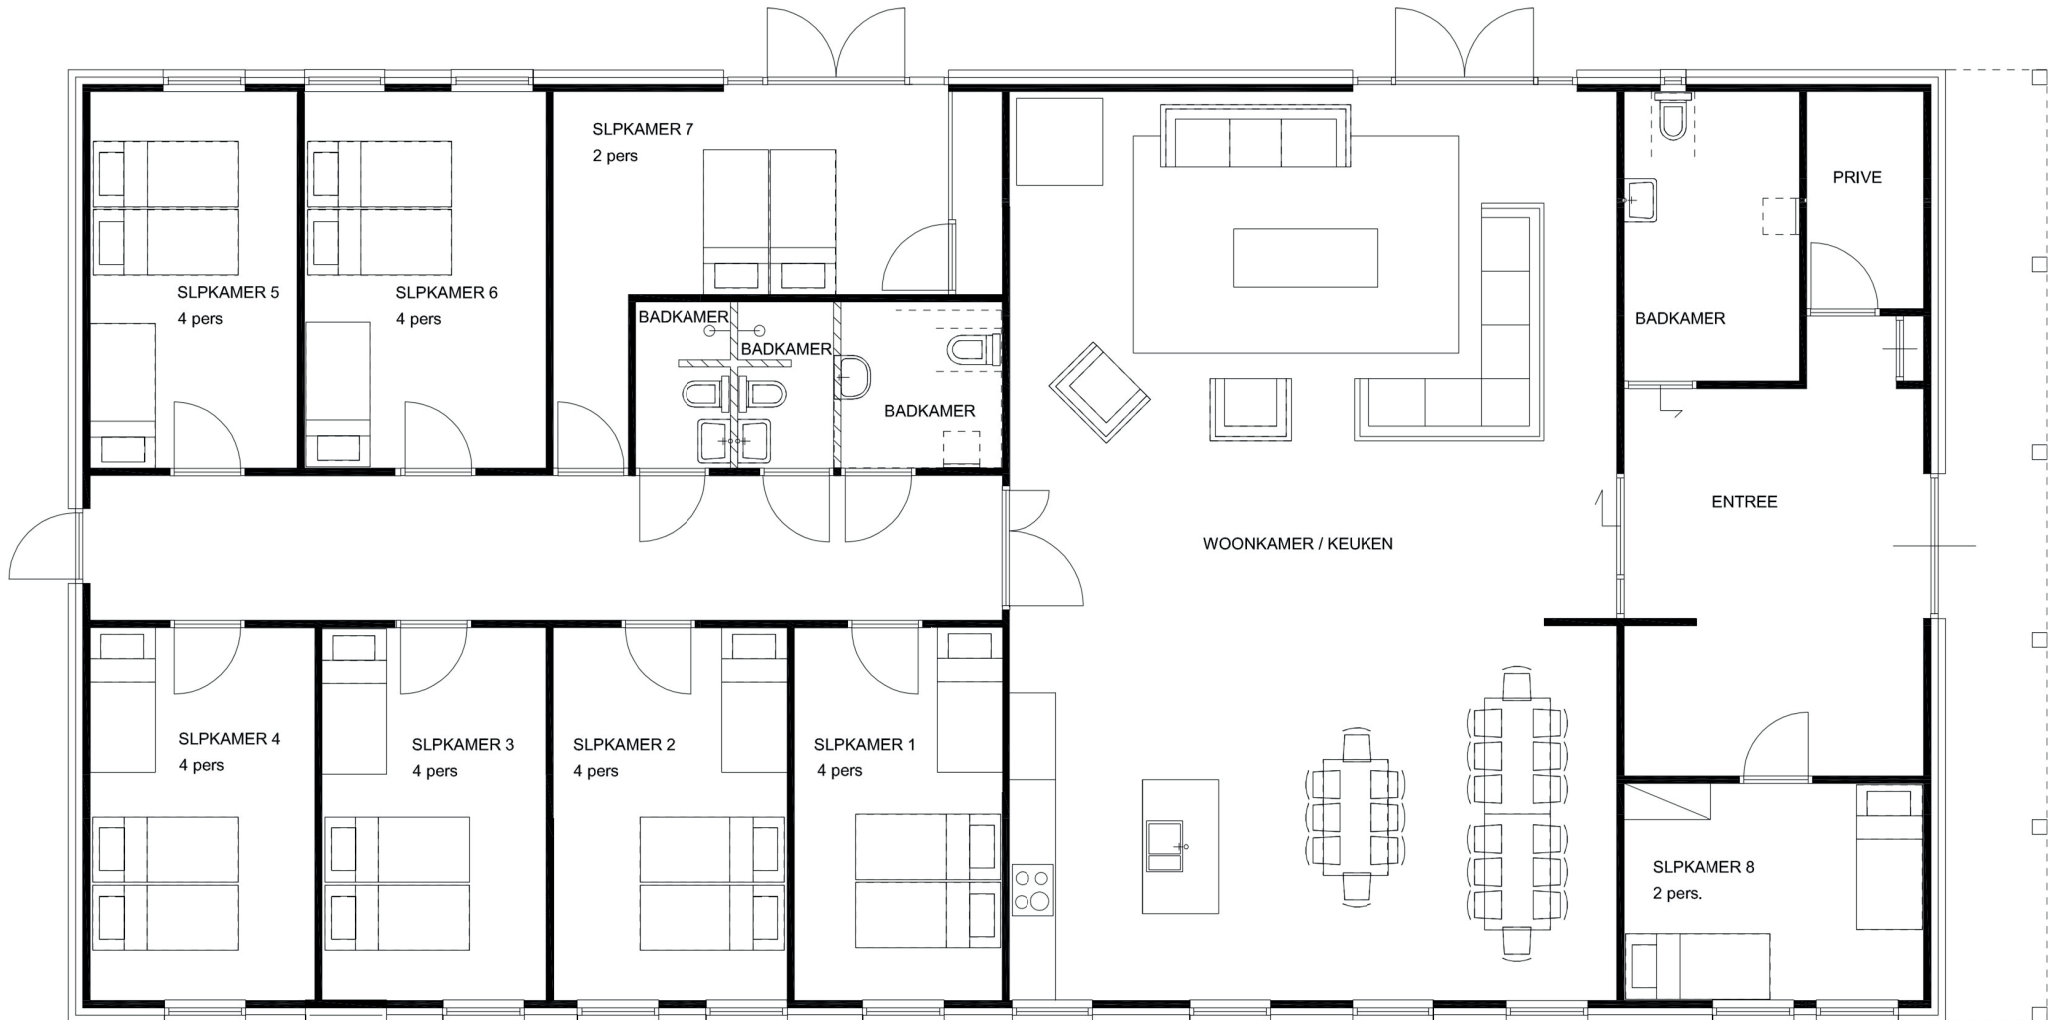 SLPKAMER 7
2 pers
PRIVE
SLPKAMER 5
4 pers
SLPKAMER 6
4 pers
BADKAMER
BADKAMER
BADKAMER
BADKAMER
ENTREE
WOONKAMER / KEUKEN
SLPKAMER 4
4 pers
SLPKAMER 3
4 pers
SLPKAMER 2
4 pers
SLPKAMER 1
4 pers
SLPKAMER 8
2 pers.